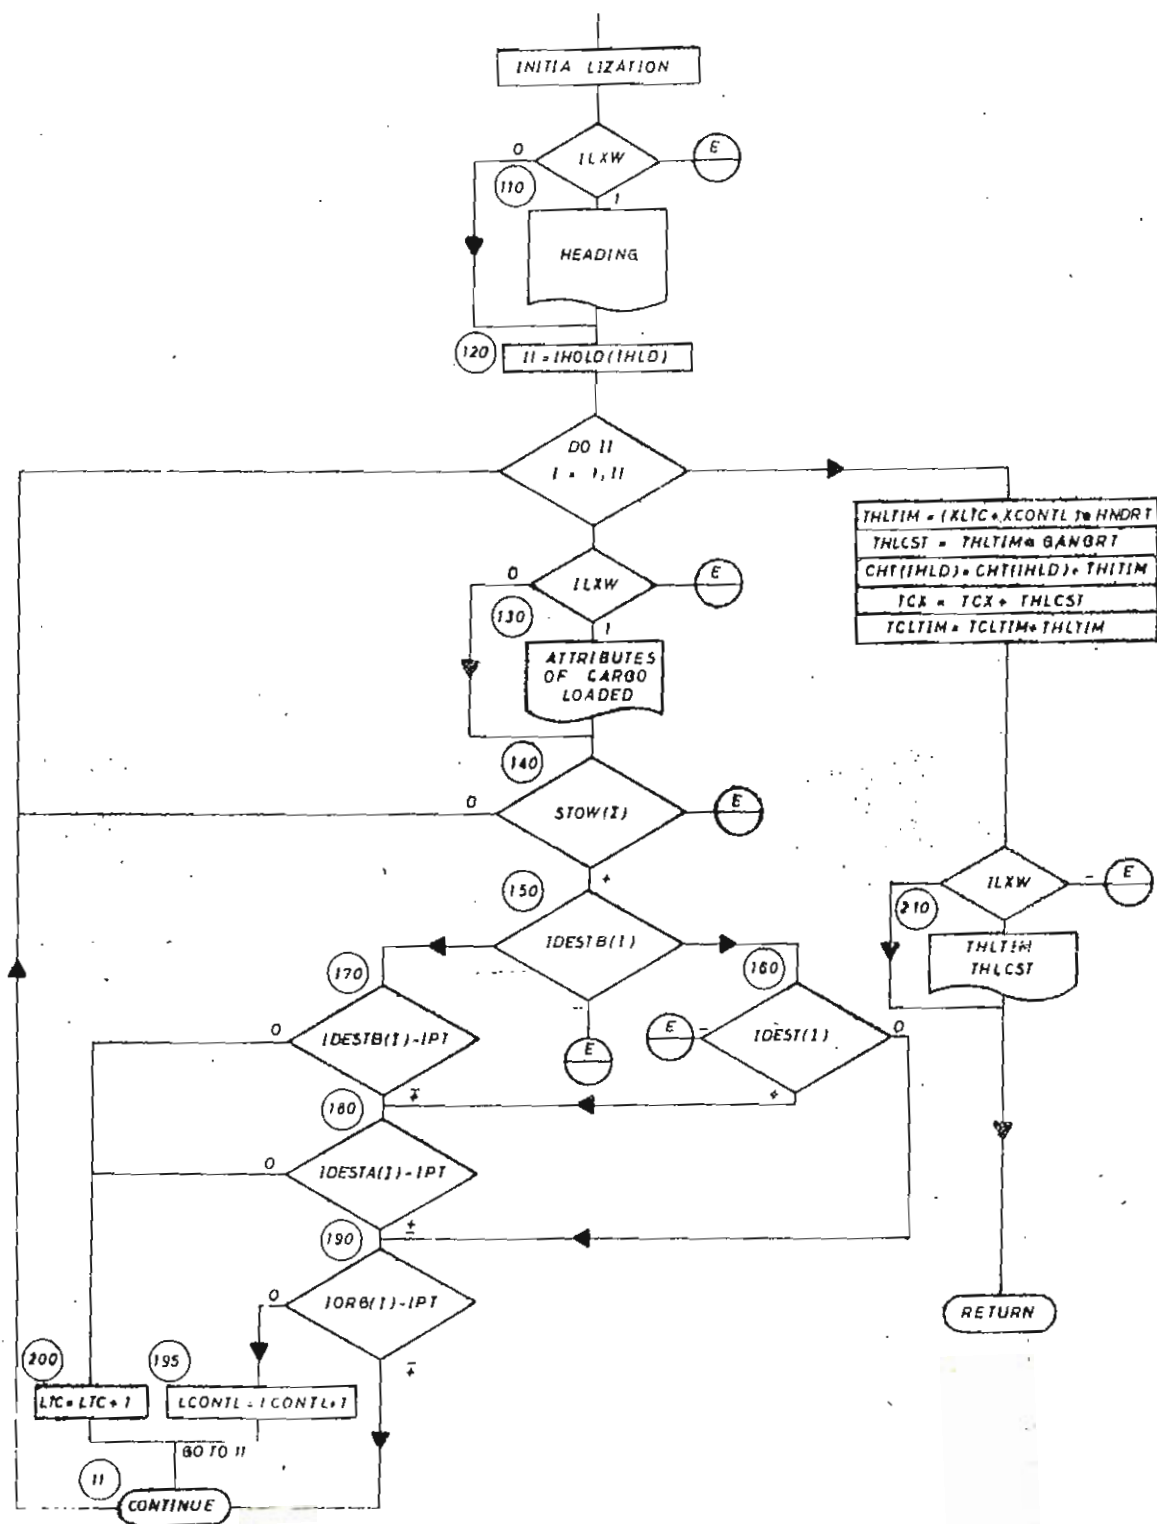 INITIA LIZATION
0
ILXW
E
110
1
HEADING
120
II = IHOLD(IHLD)
DO II
I = 1, II
THLTIM = (XLTC + XCONTL) * HNDRT
THLCST = THLTIM * GANGRT
CHT(IHLD) = CHT(IHLD) + THLTIM
TCX = TCX + THLCST
TCLTIM = TCLTIM + THLTIM
0
ILXW
E
130
1
ATTRIBUTES
OF CARGO
LOADED
140
0
STOW(I)
E
+
150
IDESTB(I)
-
E
ILXW
-
E
210
THLTIM
THLCST
170
160
0
IDESTB(I)-IPT
∓
E
-
IDEST(I)
0
+
180
0
IDESTA(I)-IPT
±
190
0
IORB(I)-IPT
∓
RETURN
200
195
LTC = LTC + 1
LCONTL = LCONTL + 1
GO TO 11
11
CONTINUE